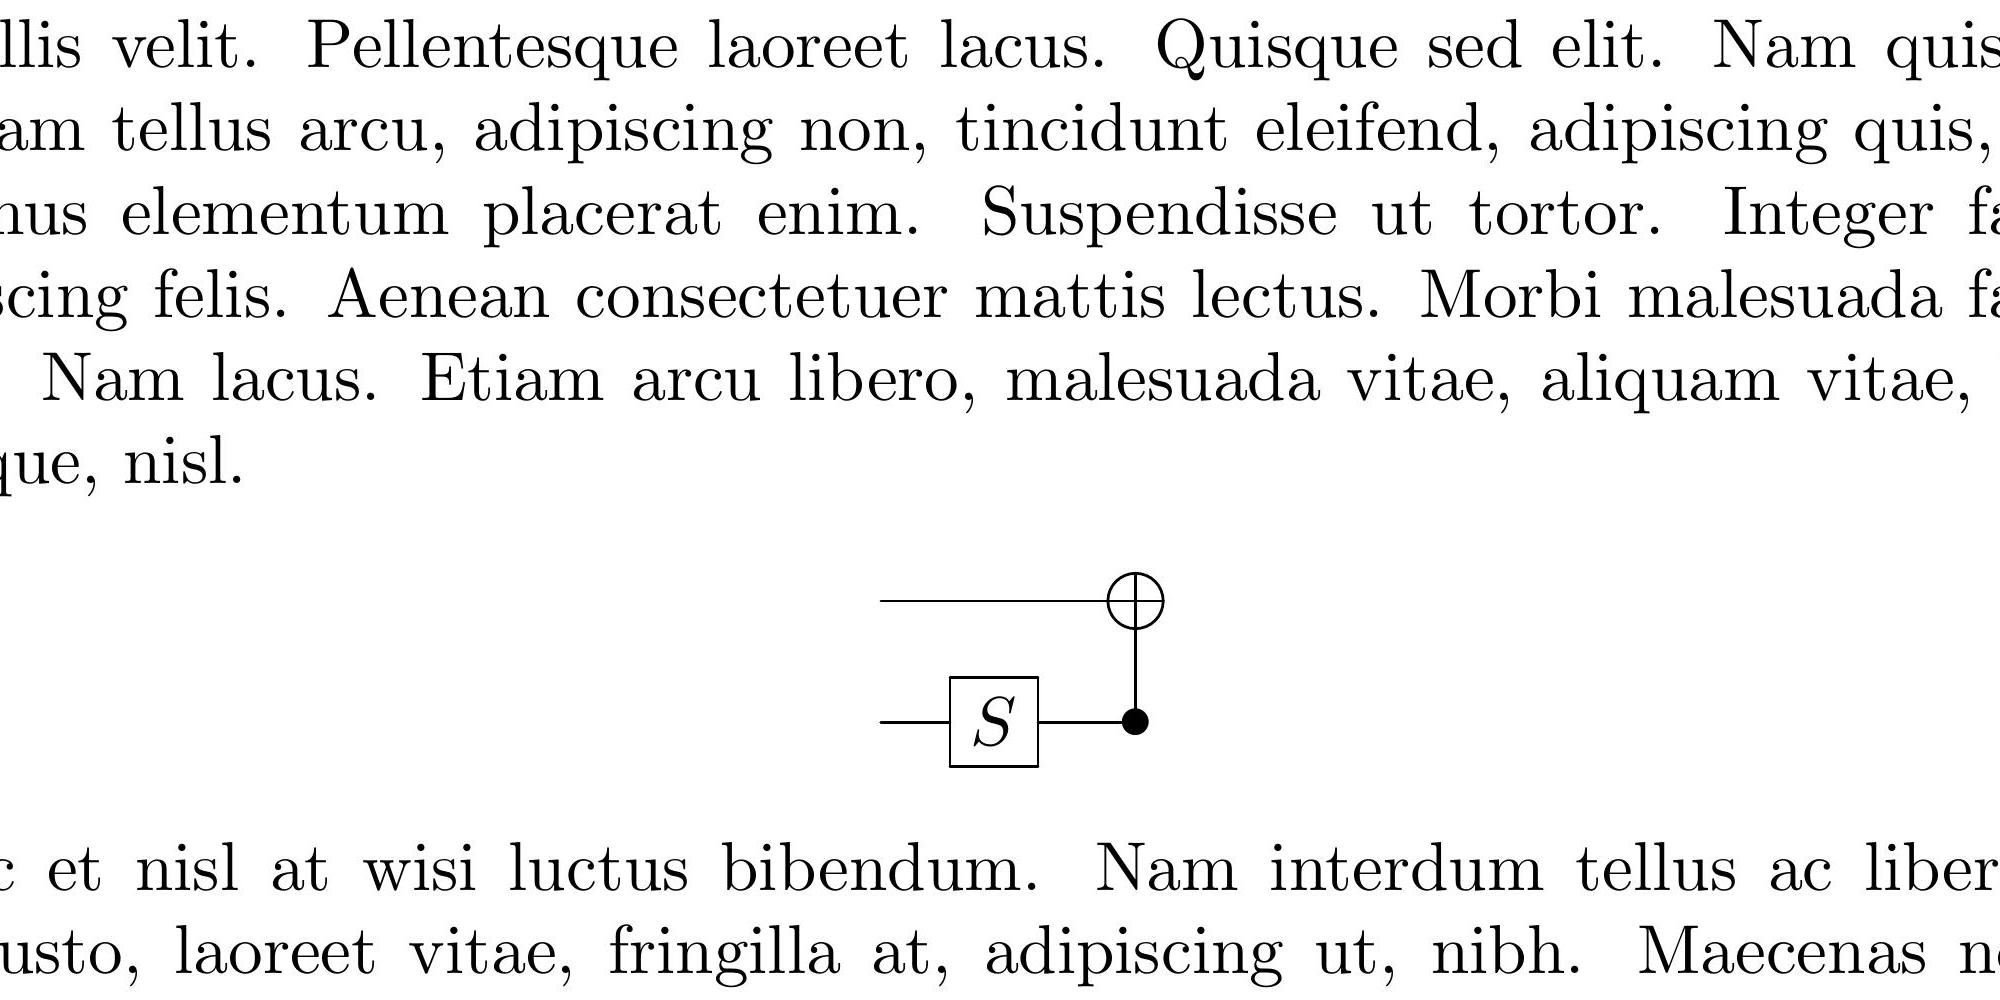 llis velit. Pellentesque laoreet lacus. Quisque sed elit. Nam quis
am tellus arcu, adipiscing non, tincidunt eleifend, adipiscing quis,
nus elementum placerat enim. Suspendisse ut tortor. Integer fa
scing felis. Aenean consectetuer mattis lectus. Morbi malesuada fa
Nam lacus. Etiam arcu libero, malesuada vitae, aliquam vitae,
que, nisl.
S
c et nisl at wisi luctus bibendum. Nam interdum tellus ac liber
usto, laoreet vitae, fringilla at, adipiscing ut, nibh. Maecenas n